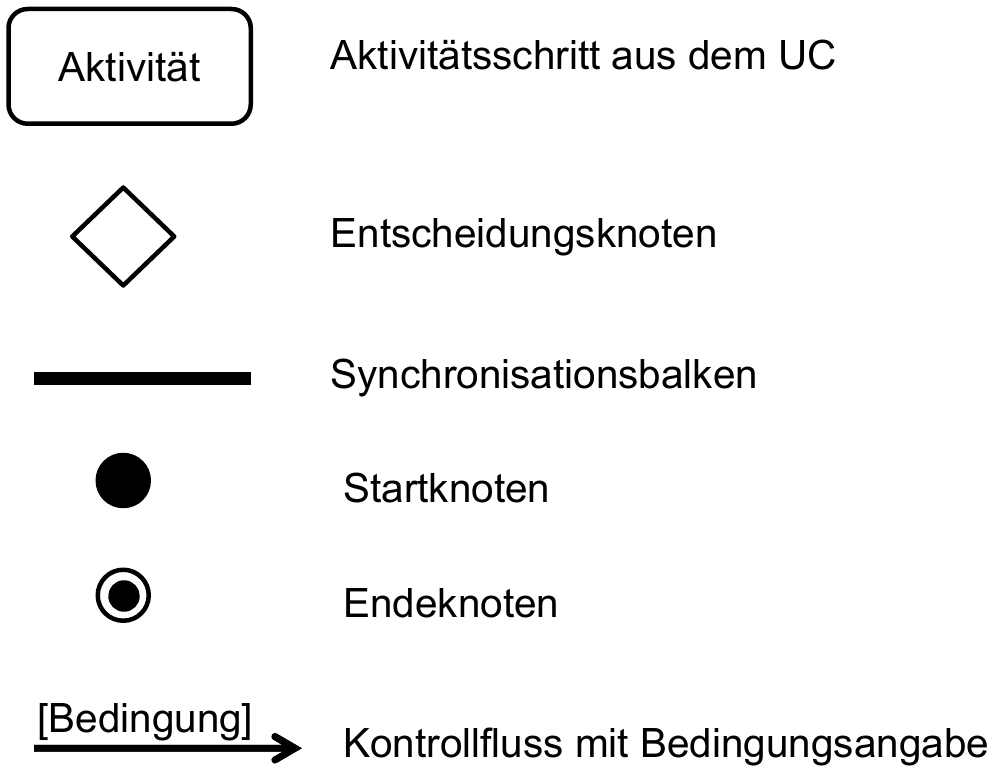 Aktivität
Aktivitätsschritt aus dem UC
Entscheidungsknoten
Synchronisationsbalken
Startknoten
Endeknoten
[Bedingung]
Kontrollfluss mit Bedingungsangabe